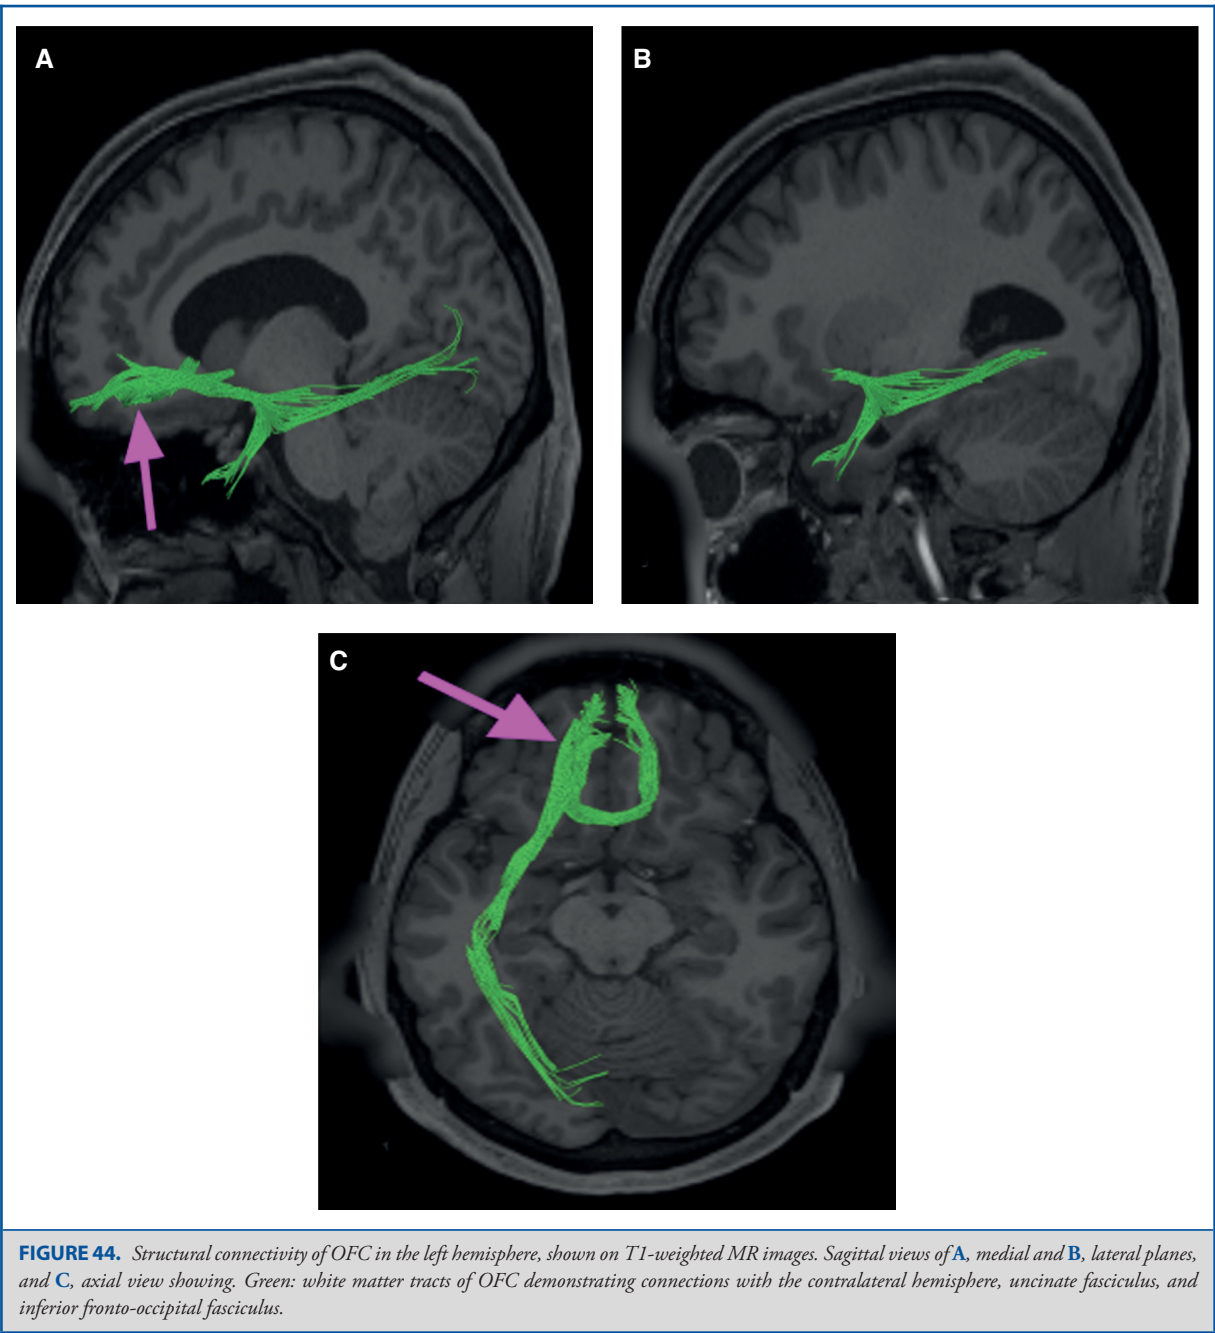 A
B
C
FIGURE 44. Structural connectivity of OFC in the left hemisphere, shown on T1-weighted MR images. Sagittal views of A, medial and B, lateral planes,
and C, axial view showing. Green: white matter tracts of OFC demonstrating connections with the contralateral hemisphere, uncinate fasciculus, and
inferior fronto-occipital fasciculus.